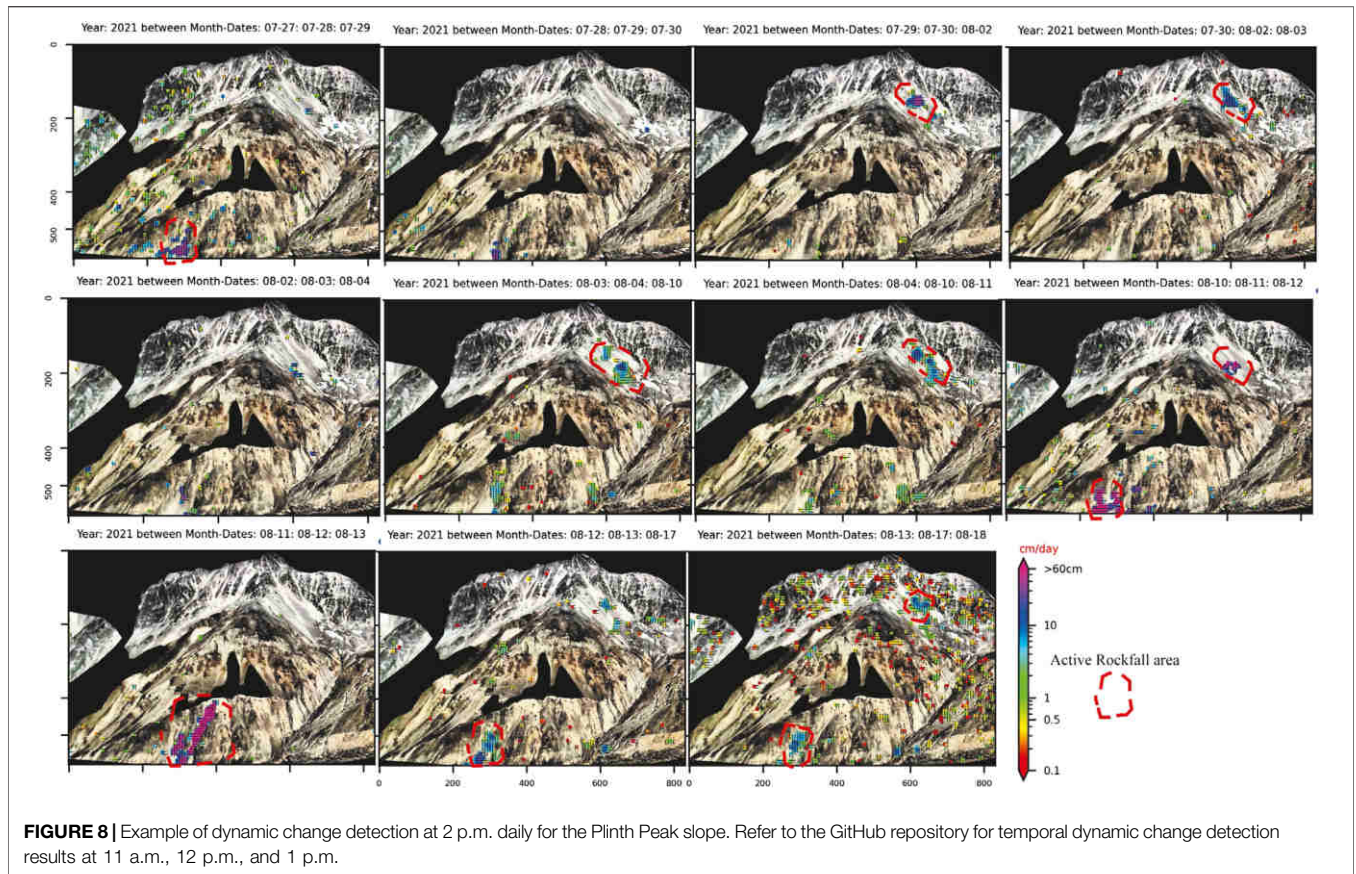 Year: 2021 between Month-Dates: 07-27: 07-28: 07-29
Year: 2021 between Month-Dates: 07-28: 07-29: 07-30
Year: 2021 between Month-Dates: 07-29: 07-30: 08-02
Year: 2021 between Month-Dates: 07-30: 08-02: 08-03
0
200
400
500
Year: 2021 between Month-Dates: 08-02: 08-03: 08-04
Year: 2021 between Month-Dates: 08-03: 08-04: 08-10
Year: 2021 between Month-Dates: 08-04: 08-10: 08-11
Year: 2021 between Month-Dates: 08-10: 08-11: 08-12
0
200
400
500
Year: 2021 between Month-Dates: 08-11: 08-12: 08-13
Year: 2021 between Month-Dates: 08-12: 08-13: 08-17
Year: 2021 between Month-Dates: 08-13: 08-17: 08-18
0 200 400 600 800
0 200 400 600 800
cm/day
>60cm
10
1
0.5
0.1
Active Rockfall area
FIGURE 8 | Example of dynamic change detection at 2 p.m. daily for the Plinth Peak slope. Refer to the GitHub repository for temporal dynamic change detection
results at 11 a.m., 12 p.m., and 1 p.m.